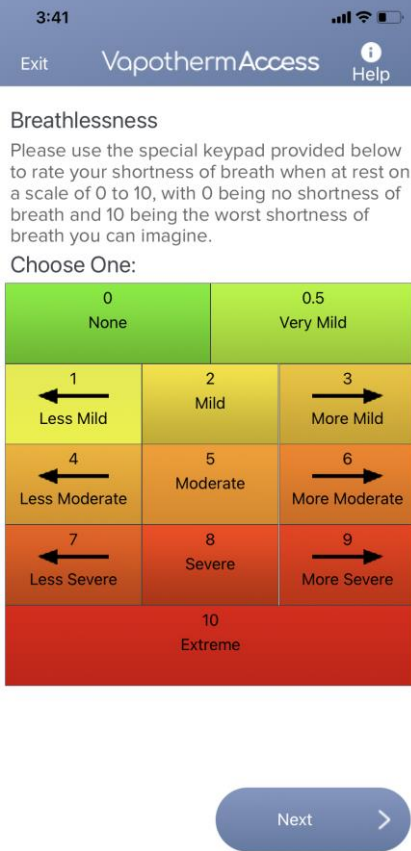 3:41
Exit
VapothermAccess
i
Help
Breathlessness
Please use the special keypad provided below
to rate your shortness of breath when at rest on
a scale of 0 to 10, with 0 being no shortness of
breath and 10 being the worst shortness of
breath you can imagine.
Choose One:
0
None
0.5
Very Mild
1
Less Mild
2
Mild
3
More Mild
4
Less Moderate
5
Moderate
6
More Moderate
7
Less Severe
8
Severe
9
More Severe
10
Extreme
Next